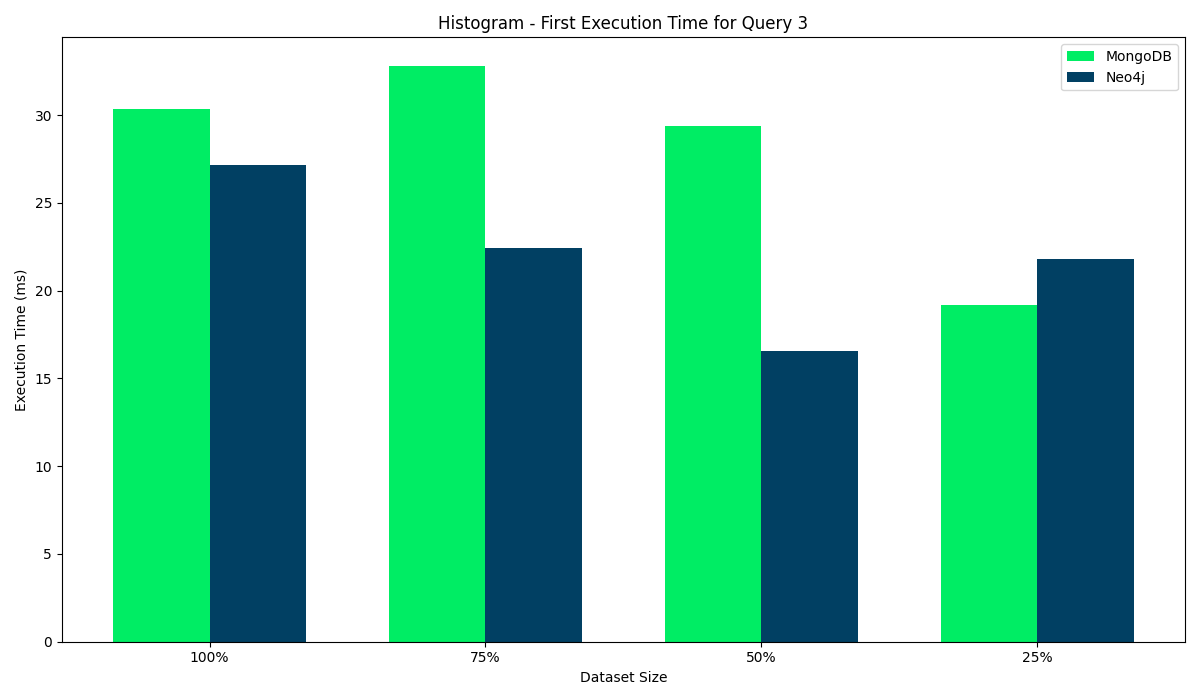 Histogram - First Execution Time for Query 3
MongoDB
Neo4j
Execution Time (ms)
30
25
20
15
10
5
0
100%
75%
50%
25%
Dataset Size